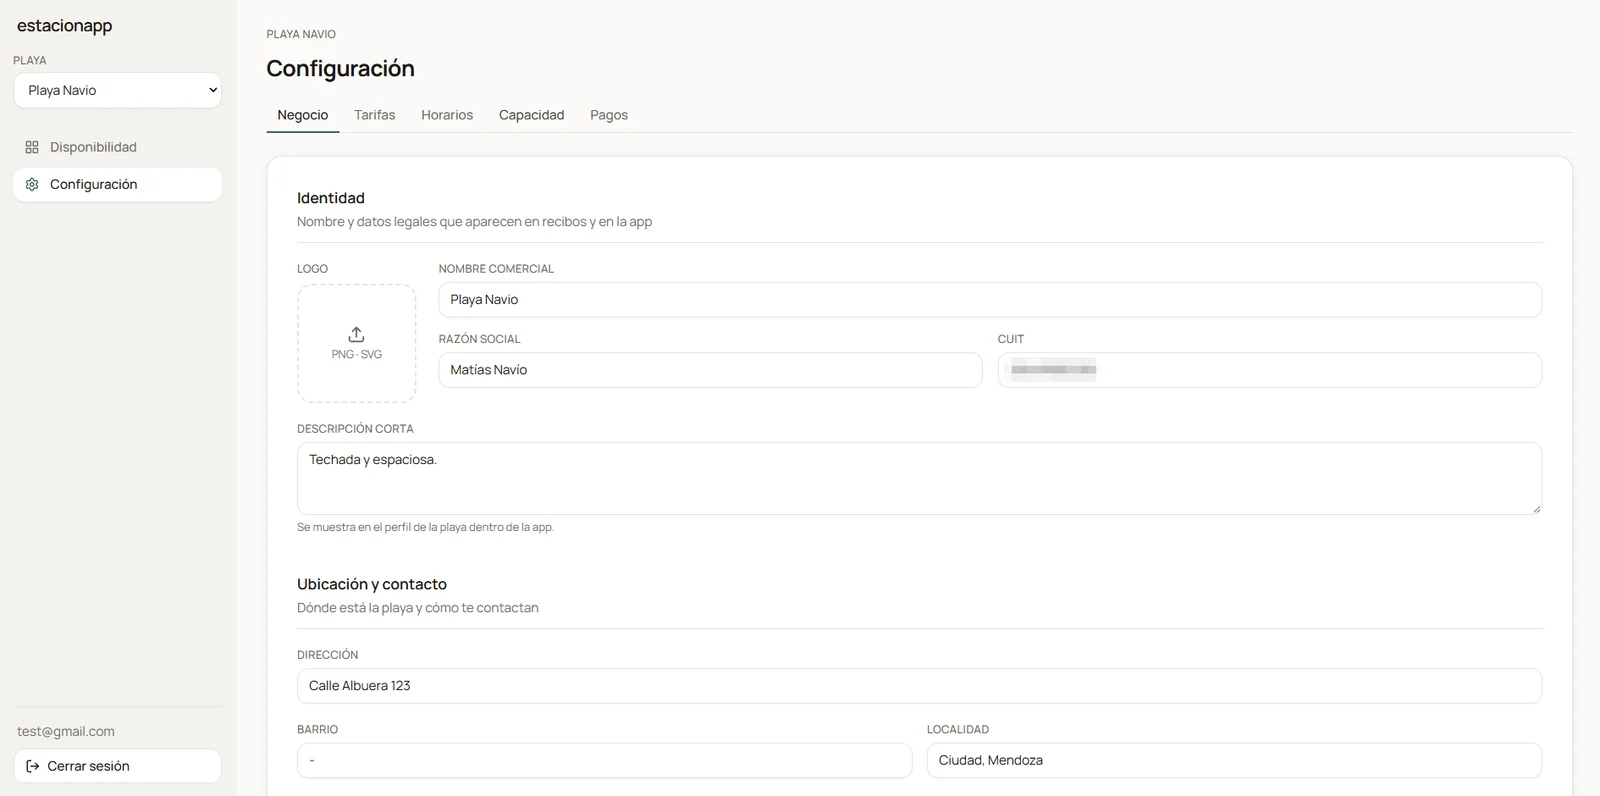 estacionapp
PLAYA
Playa Navio
Disponibilidad
Configuración
test@gmail.com
Cerrar sesión
PLAYA NAVIO
Configuración
Negocio Tarifas Horarios Capacidad Pagos
Identidad
Nombre y datos legales que aparecen en recibos y en la app
LOGO
PNG · SVG
NOMBRE COMERCIAL
Playa Navio
RAZÓN SOCIAL
Matías Navío
CUIT
DESCRIPCIÓN CORTA
Techada y espaciosa.
Se muestra en el perfil de la playa dentro de la app.
Ubicación y contacto
Dónde está la playa y cómo te contactan
DIRECCIÓN
Calle Albuera 123
BARRIO
-
LOCALIDAD
Ciudad, Mendoza